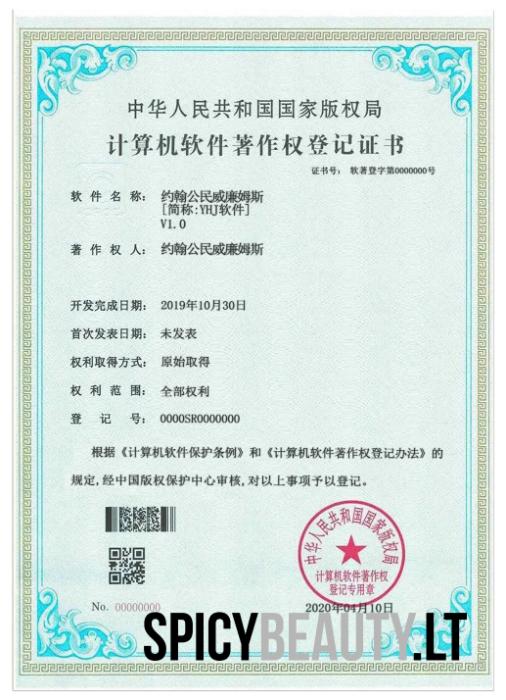 中华人民共和国国家版权局
计算机软件著作权登记证书
证书号： 软著登字第0000000号
软 件 名 称： 约翰公民威廉姆斯
[简称:YHJ软件]
V1.0
著 作 权 人： 约翰公民威廉姆斯
开发完成日期： 2019年10月30日
首次发表日期： 未发表
权利取得方式： 原始取得
权 利 范 围： 全部权利
登 记 号： 0000SR0000000
根据《计算机软件保护条例》和《计算机软件著作权登记办法》的
规定,经中国版权保护中心审核,对以上事项予以登记。
中华人民共和国国家版权局
计算机软件著作权
登记专用章
No. 00000000
2020年04月10日
SPICYBEAUTY.LT